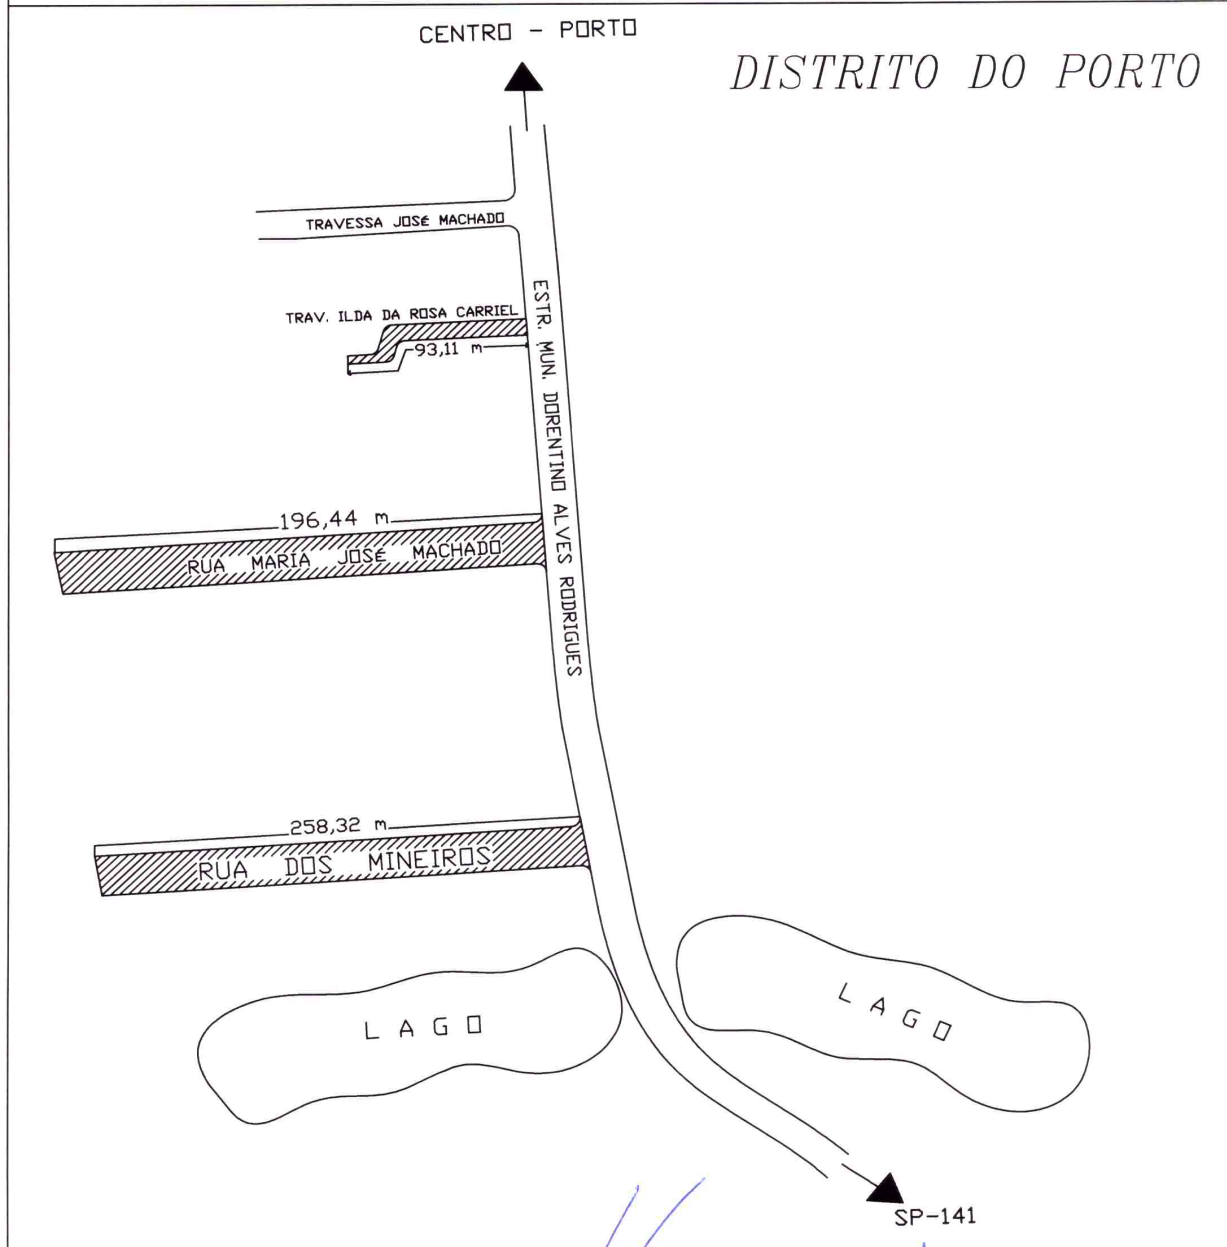 CENTRO - PORTO
DISTRITO DO PORTO
TRAVESSA JOSÉ MACHADO
TRAV. ILDA DA ROSA CARRIEL
93,11 m
ESTR. MUN. DORENTINO ALVES RODRIGUES
196,44 m
RUA MARIA JOSÉ MACHADO
258,32 m
RUA DOS MINEIROS
LAGO
LAGO
SP-141